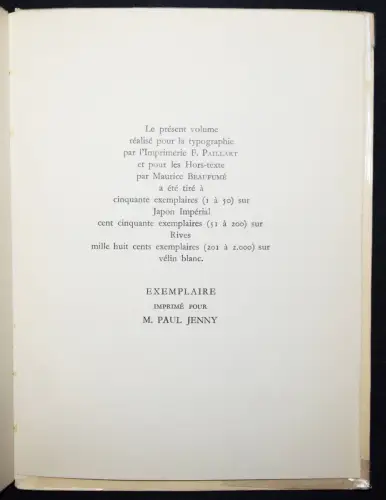 Le présent volume
réalisé pour la typographie
par l'Imprimerie F. PAILLART
et pour les Hors-texte
par Maurice BEAUFUMÉ
a été tiré à
cinquante exemplaires (1 à 50) sur
Japon Impérial
cent cinquante exemplaires (51 à 200) sur
Rives
mille huit cents exemplaires (201 à 2.000) sur
vélin blanc.
EXEMPLAIRE
IMPRIMÉ POUR
M. PAUL JENNY